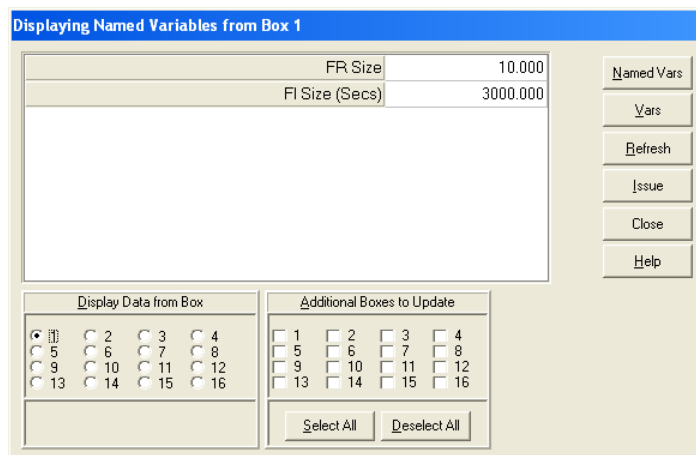 Displaying Named Variables from Box 1
FR Size 10.000
FI Size (Secs) 3000.000
Named Vars
Vars
Refresh
Issue
Close
Help
Display Data from Box
1 2 3 4
5 6 7 8
9 10 11 12
13 14 15 16
Additional Boxes to Update
1 2 3 4
5 6 7 8
9 10 11 12
13 14 15 16
Select All Deselect All